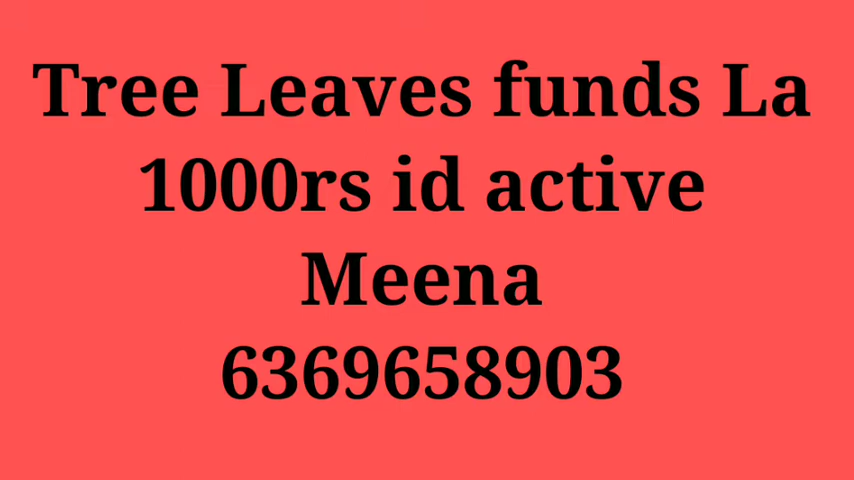 Tree Leaves funds La
1000rs id active
Meena
6369658903